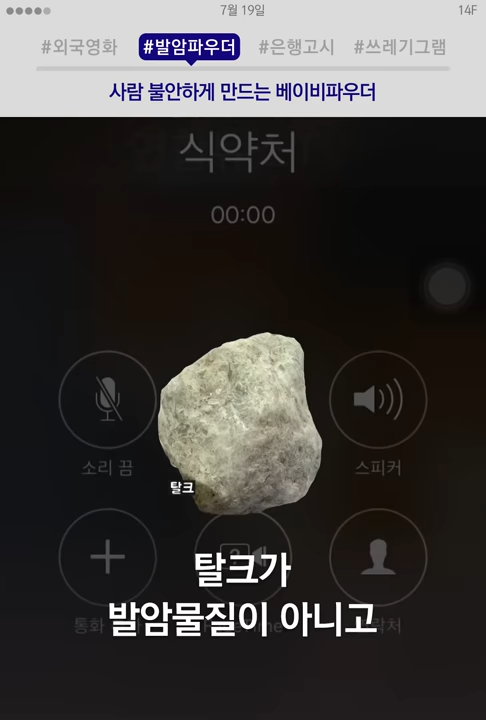 7월 19일
14F
#외국영화 #발암파우더 #은행고시 #쓰레기그램
사람 불안하게 만드는 베이비파우더
식약처
00:00
소리 끔
스피커
탈크
탈크가
발암물질이 아니고
통화